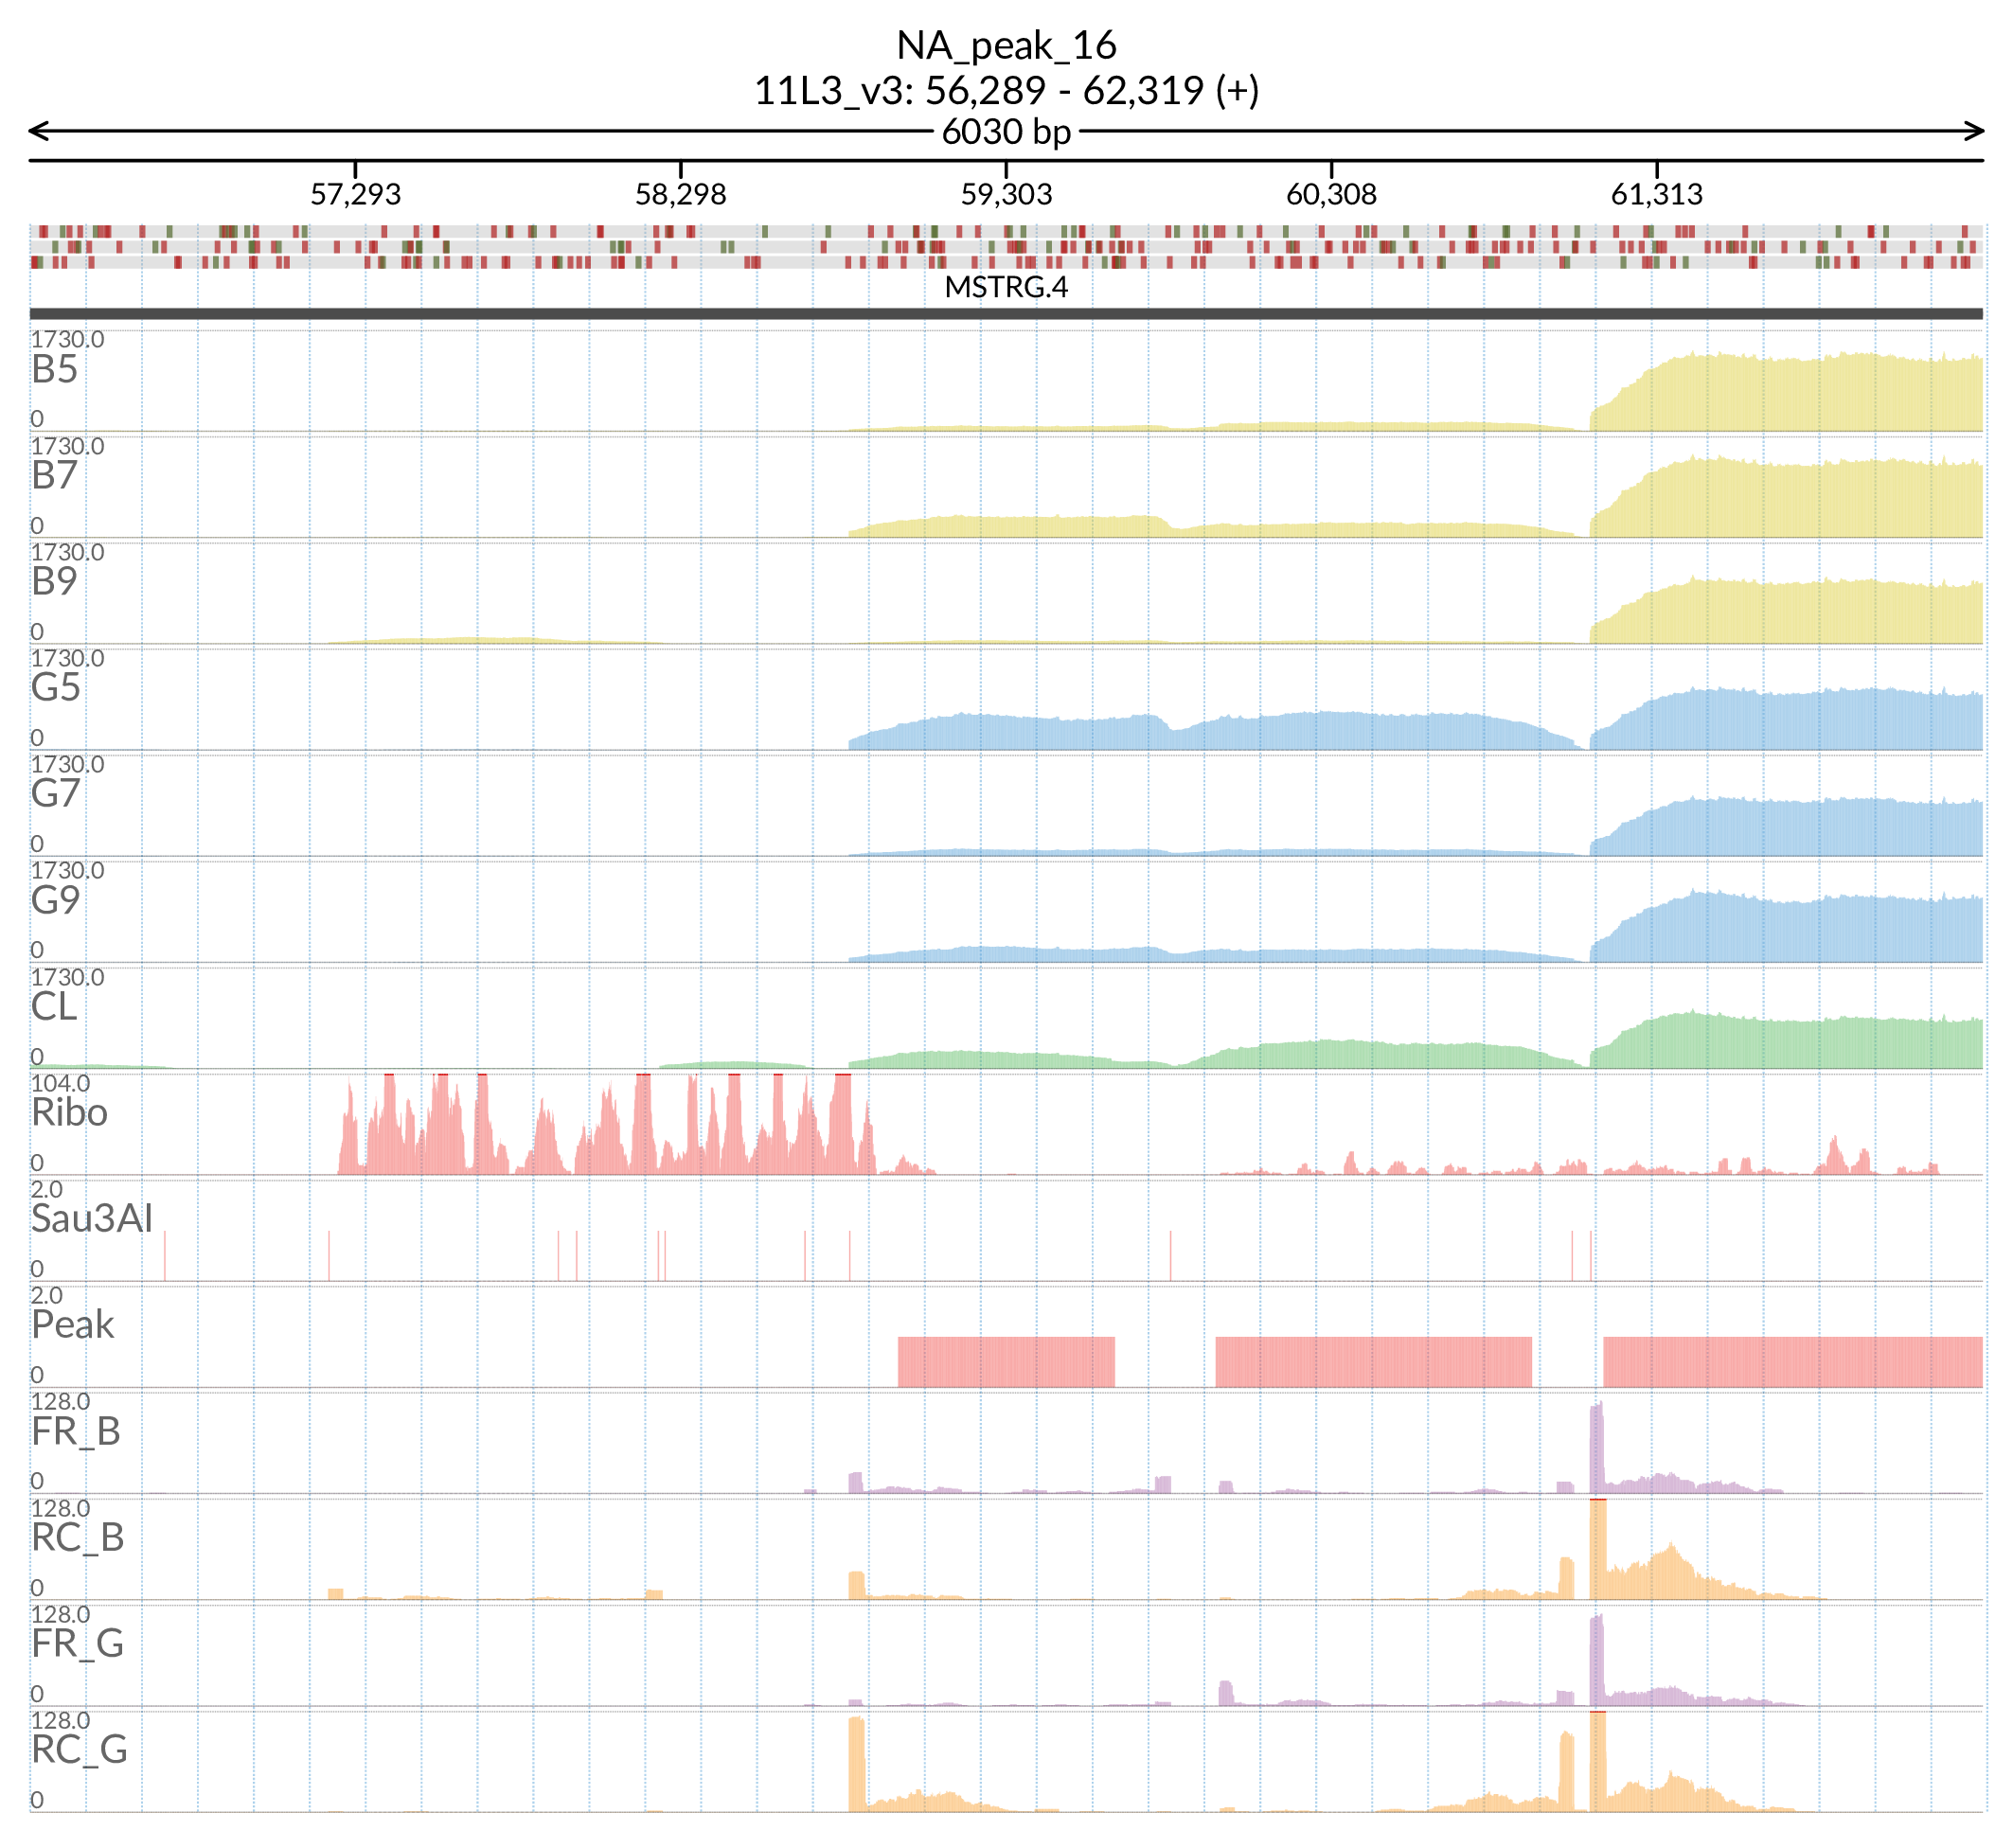 NA_peak_16
11L3_v3: 56,289 - 62,319 (+)
6030 bp
57,293 58,298 59,303 60,308 61,313
MSTRG.4
1730.0
B5
0
1730.0
B7
0
1730.0
B9
0
1730.0
G5
0
1730.0
G7
0
1730.0
G9
0
1730.0
CL
0
104.0
Ribo
0
2.0
Sau3AI
0
2.0
Peak
0
128.0
FR_B
0
128.0
RC_B
0
128.0
FR_G
0
128.0
RC_G
0